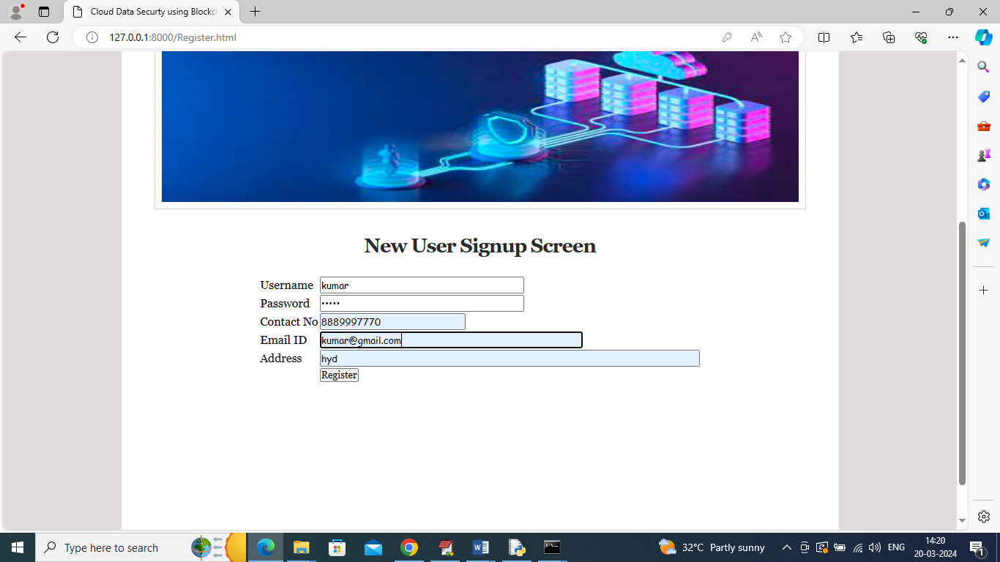 Cloud Data Securty using Blockch
127.0.0.1:8000/Register.html
New User Signup Screen
Username kumar
Password •••••
Contact No 8889997770
Email ID kumar@gmail.com
Address hyd
Register
Type here to search
32°C Partly sunny
ENG
14:20
20-03-2024
1